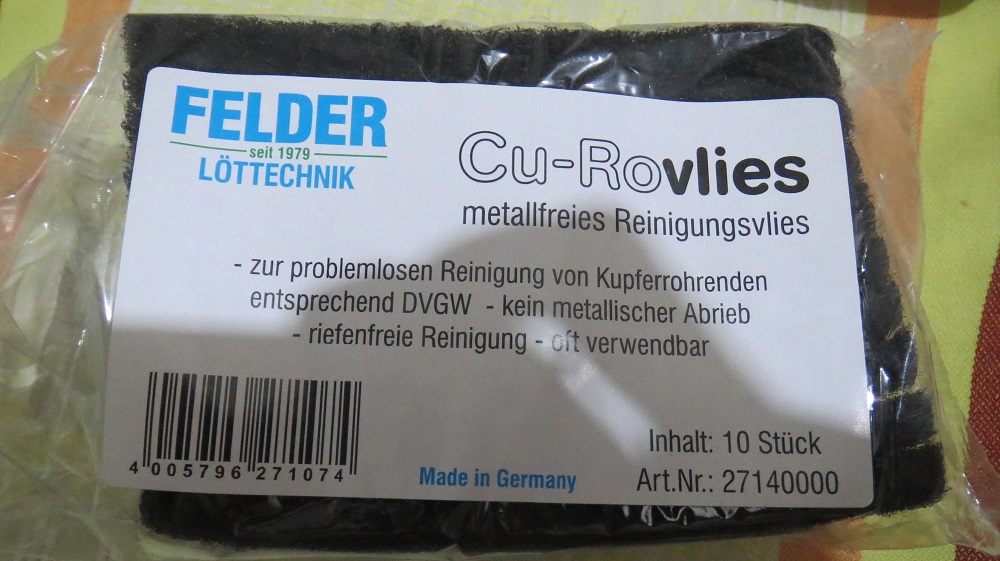 FELDER
seit 1979
LÖTTECHNIK
Cu-Rovlies
metallfreies Reinigungsvlies
- zur problemlosen Reinigung von Kupferrohrenden
entsprechend DVGW - kein metallischer Abrieb
- riefenfreie Reinigung - oft verwendbar
Inhalt: 10 Stück
4 005796 271074
Made in Germany
Art.Nr.: 27140000